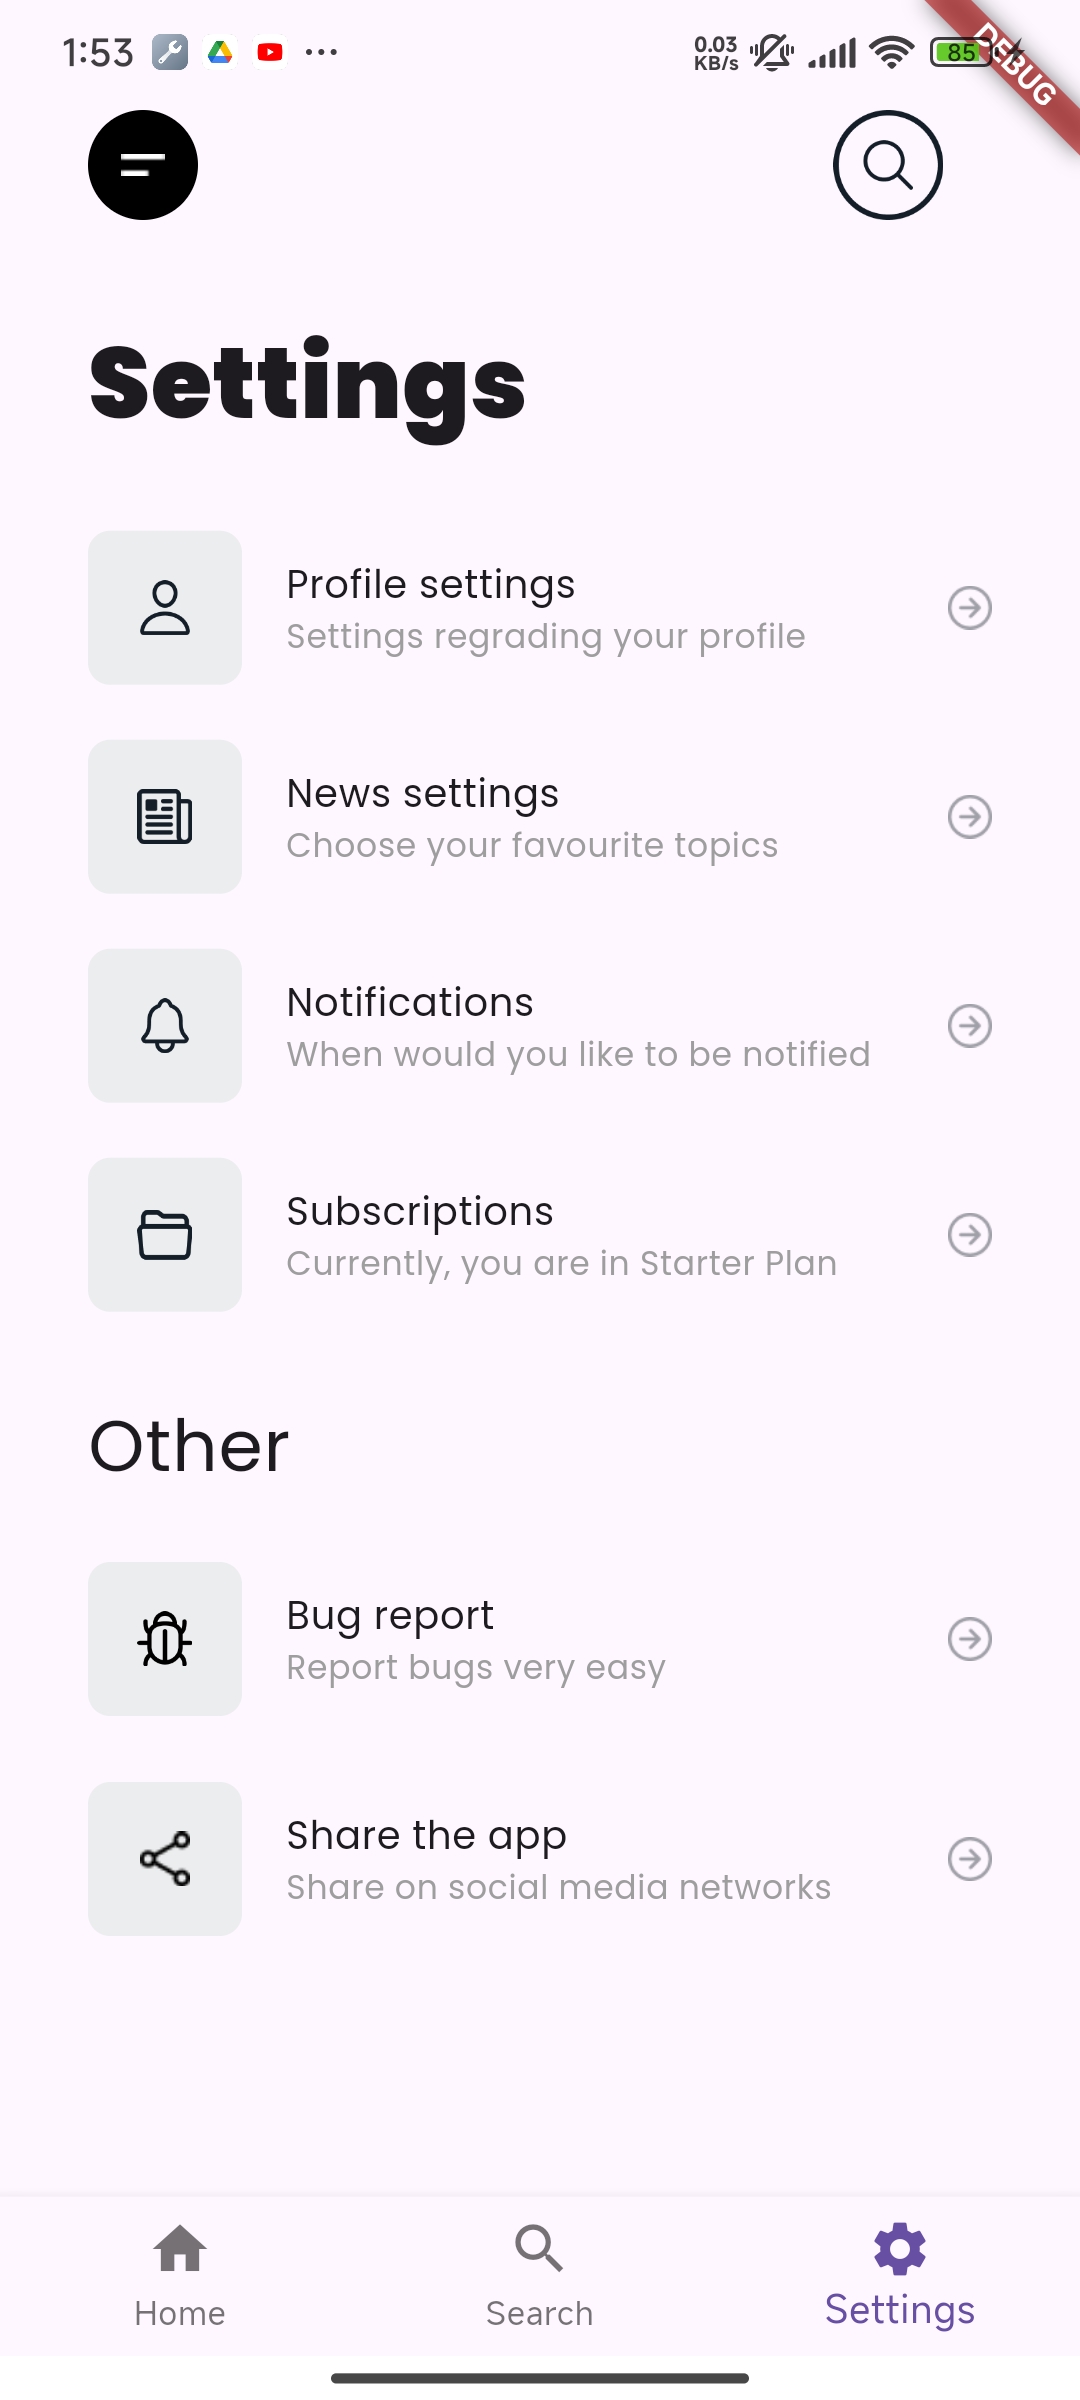 1:53
0.03
KB/s
85
DEBUG
Settings
Profile settings
Settings regrading your profile
News settings
Choose your favourite topics
Notifications
When would you like to be notified
Subscriptions
Currently, you are in Starter Plan
Other
Bug report
Report bugs very easy
Share the app
Share on social media networks
Home
Search
Settings